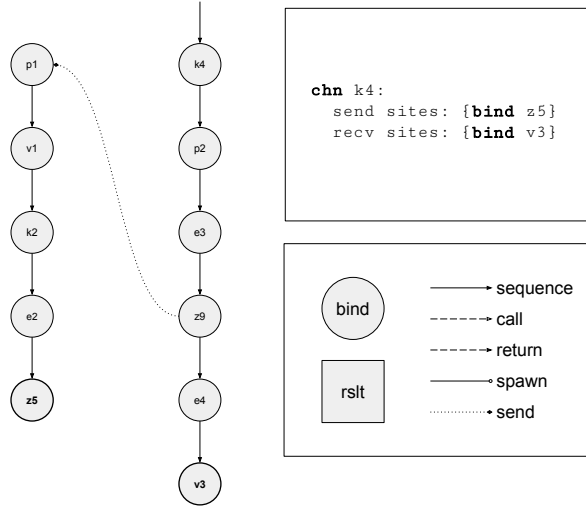 p1
v1
k2
e2
z5
k4
p2
e3
z9
e4
v3
chn k4:
send sites: {bind z5}
recv sites: {bind v3}
bind
rslt
sequence
call
return
spawn
send